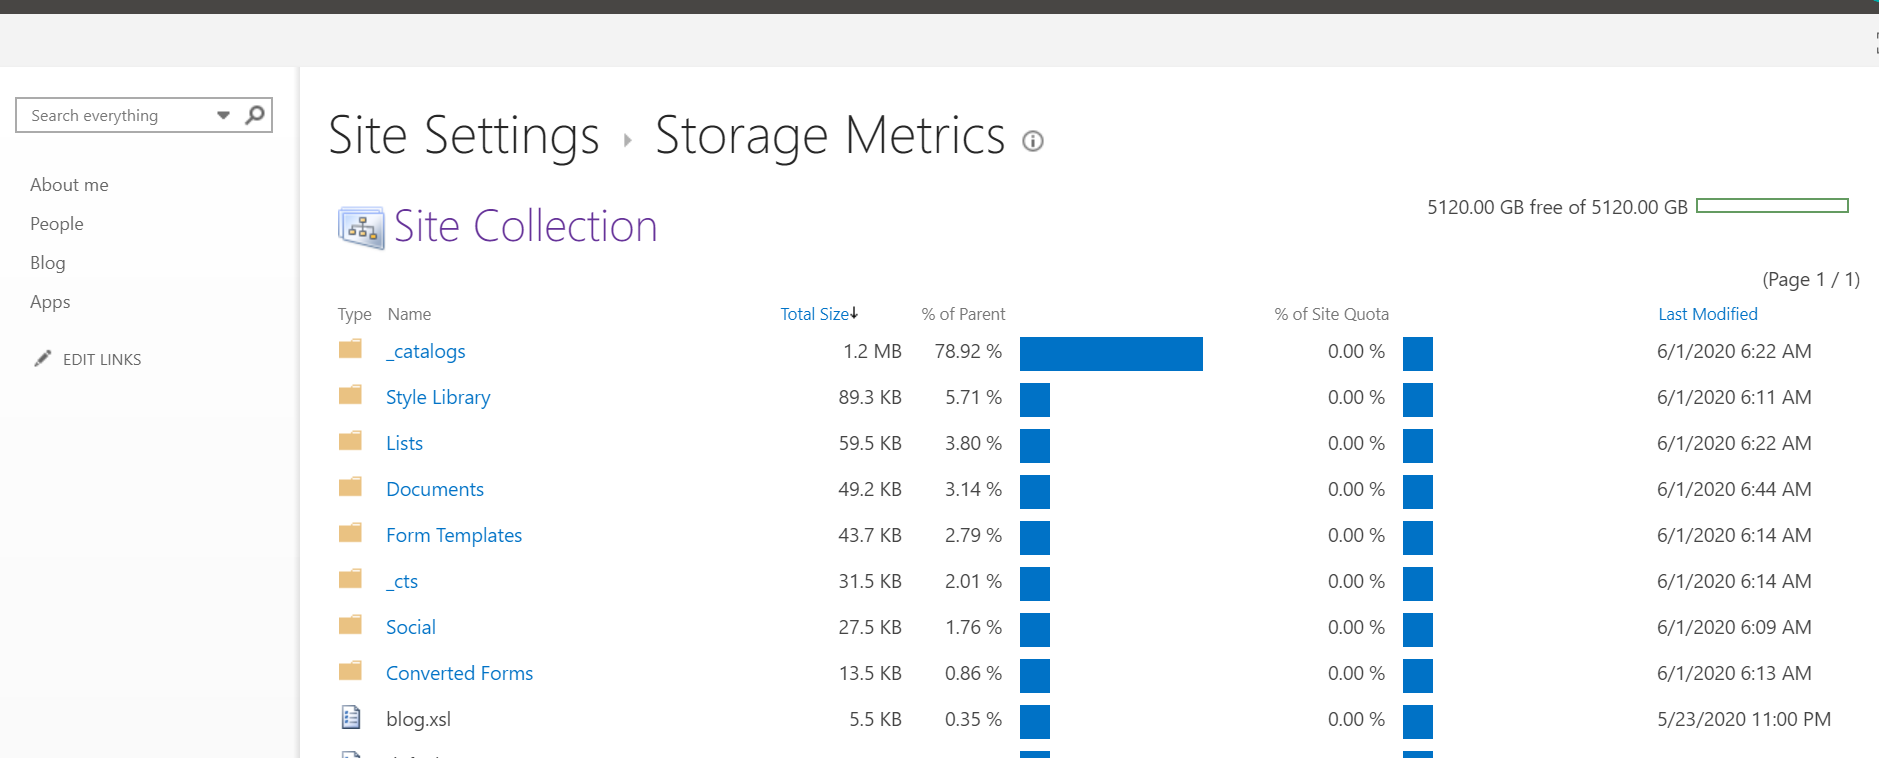 Search everything
About me
People
Blog
Apps
EDIT LINKS
Site Settings Storage Metrics
Site Collection
5120.00 GB free of 5120.00 GB
(Page 1 / 1)
Type Name Total Size % of Parent % of Site Quota Last Modified
_catalogs 1.2 MB 78.92 % 0.00 % 6/1/2020 6:22 AM
Style Library 89.3 KB 5.71 % 0.00 % 6/1/2020 6:11 AM
Lists 59.5 KB 3.80 % 0.00 % 6/1/2020 6:22 AM
Documents 49.2 KB 3.14 % 0.00 % 6/1/2020 6:44 AM
Form Templates 43.7 KB 2.79 % 0.00 % 6/1/2020 6:14 AM
_cts 31.5 KB 2.01 % 0.00 % 6/1/2020 6:14 AM
Social 27.5 KB 1.76 % 0.00 % 6/1/2020 6:09 AM
Converted Forms 13.5 KB 0.86 % 0.00 % 6/1/2020 6:13 AM
blog.xsl 5.5 KB 0.35 % 0.00 % 5/23/2020 11:00 PM